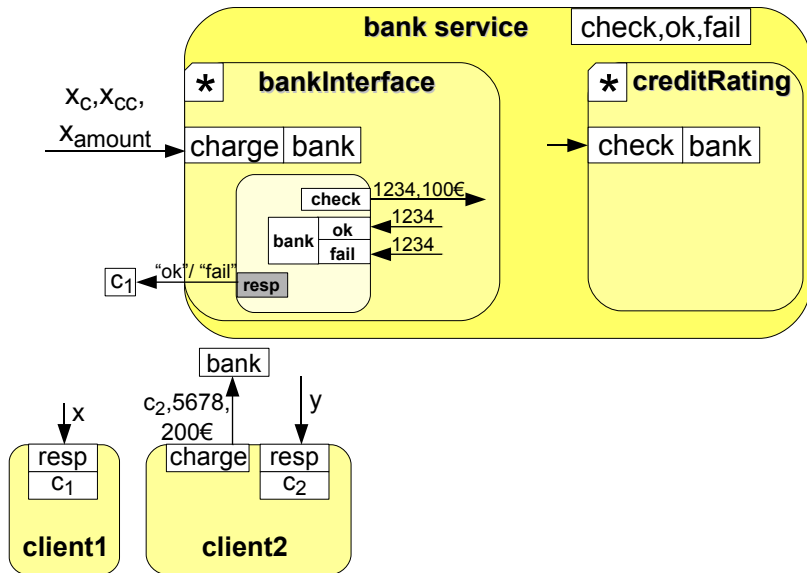 bank service
check,ok,fail
*
bankInterface
*
creditRating
xc,xcc,
xamount
charge
bank
check
bank
check
1234,100€
bank
ok
1234
fail
1234
"ok"/ "fail"
c1
resp
bank
x
c2,5678,
200€
y
resp
c1
client1
charge
resp
c2
client2